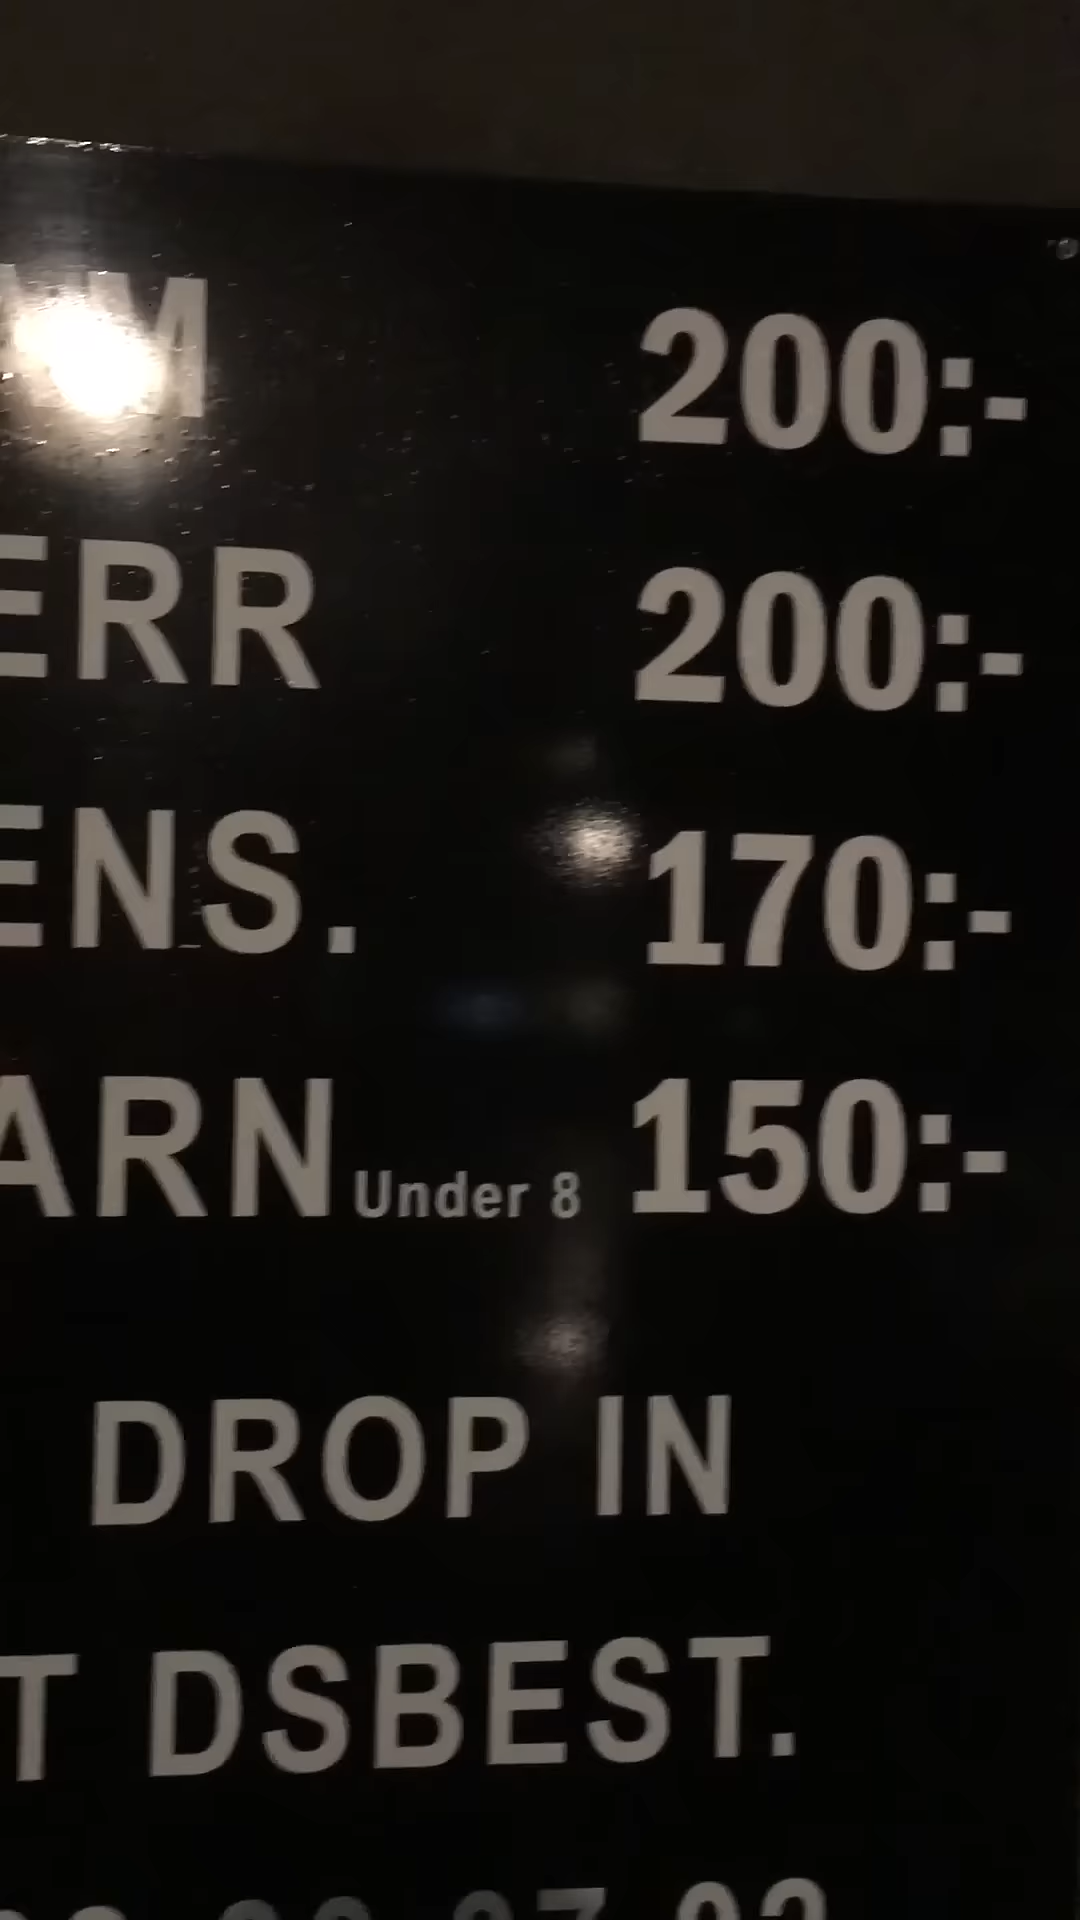 M 200:-
ERR 200:-
ENS. 170:-
ARN Under 8 150:-
DROP IN
T DSBEST.